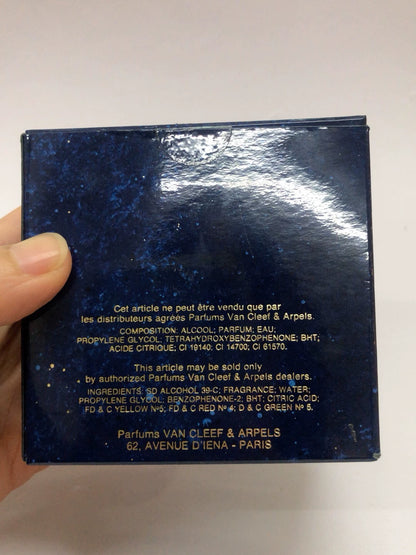 Cet article ne peut être vendu que par
les distributeurs agréés Parfums Van Cleef & Arpels.
COMPOSITION: ALCOOL; PARFUM; EAU;
PROPYLENE GLYCOL; TETRAHYDROXYBENZOPHENONE; BHT;
ACIDE CITRIQUE; CI 19140; CI 14700; CI 61570.
This article may be sold only
by authorized Parfums Van Cleef & Arpels dealers.
INGREDIENTS: SD ALCOHOL 39-C; FRAGRANCE; WATER;
PROPYLENE GLYCOL; BENZOPHENONE-2; BHT; CITRIC ACID;
FD & C YELLOW Nº5; FD & C RED Nº 4; D & C GREEN Nº 5.
Parfums VAN CLEEF & ARPELS
62, AVENUE D'IENA - PARIS